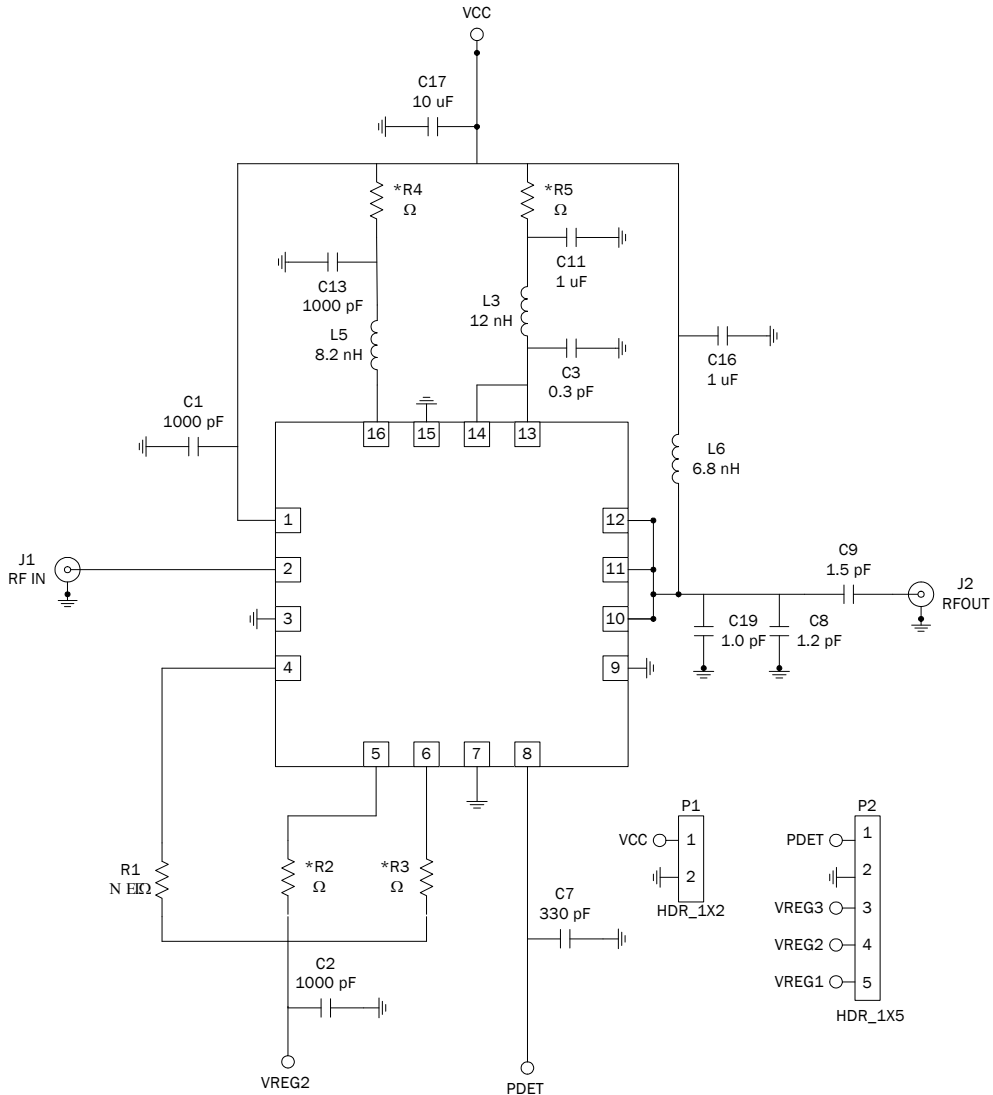 VCC
C17
10 uF
*R4
Ω
*R5
Ω
C13
1000 pF
C11
1 uF
L3
12 nH
L5
8.2 nH
C3
0.3 pF
C16
1 uF
C1
1000 pF
16
15
14
13
L6
6.8 nH
1
12
J1
RF IN
2
11
C9
1.5 pF
J2
RFOUT
3
10
C19
1.0 pF
C8
1.2 pF
4
9
5
6
7
8
P1
P2
VCC
1
2
HDR_1X2
PDET
1
2
VREG3
3
VREG2
4
VREG1
5
HDR_1X5
R1
*R2
Ω
*R3
Ω
C7
330 pF
C2
1000 pF
VREG2
PDET